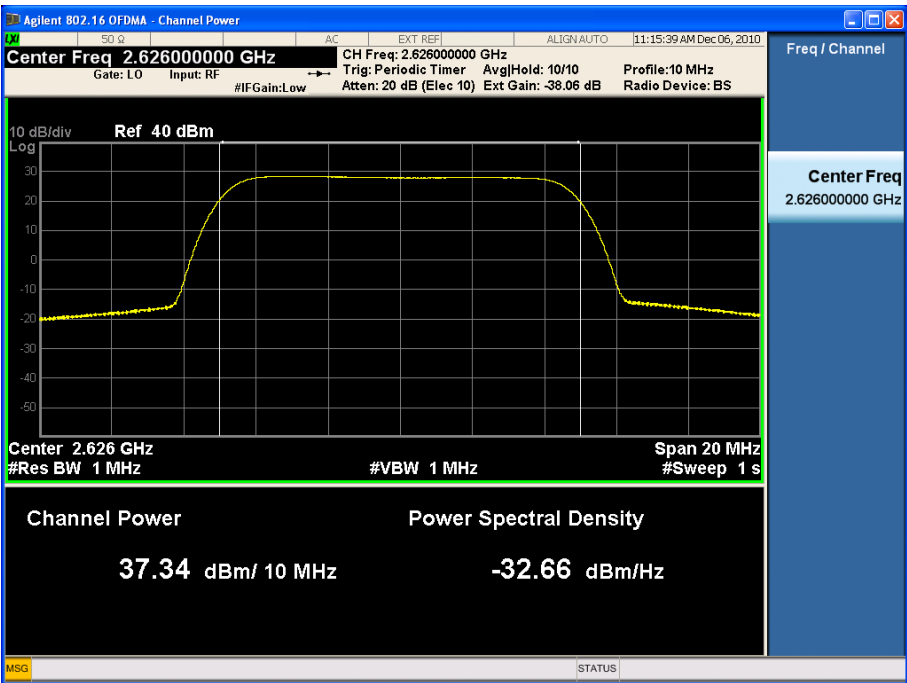 Agilent 802.16 OFDMA - Channel Power
LXI 50 Ω AC EXT REF ALIGN AUTO 11:15:39 AM Dec 06, 2010
Center Freq 2.626000000 GHz
Gate: LO Input: RF
#IFGain:Low
CH Freq: 2.626000000 GHz
Trig: Periodic Timer Avg|Hold: 10/10 Profile:10 MHz
Atten: 20 dB (Elec 10) Ext Gain: -38.06 dB Radio Device: BS
Freq / Channel
Center Freq
2.626000000 GHz
10 dB/div Ref 40 dBm
Log
30
20
10
0
-10
-20
-30
-40
-50
Center 2.626 GHz Span 20 MHz
#Res BW 1 MHz #VBW 1 MHz #Sweep 1 s
Channel Power Power Spectral Density
37.34 dBm/ 10 MHz -32.66 dBm/Hz
MSG STATUS